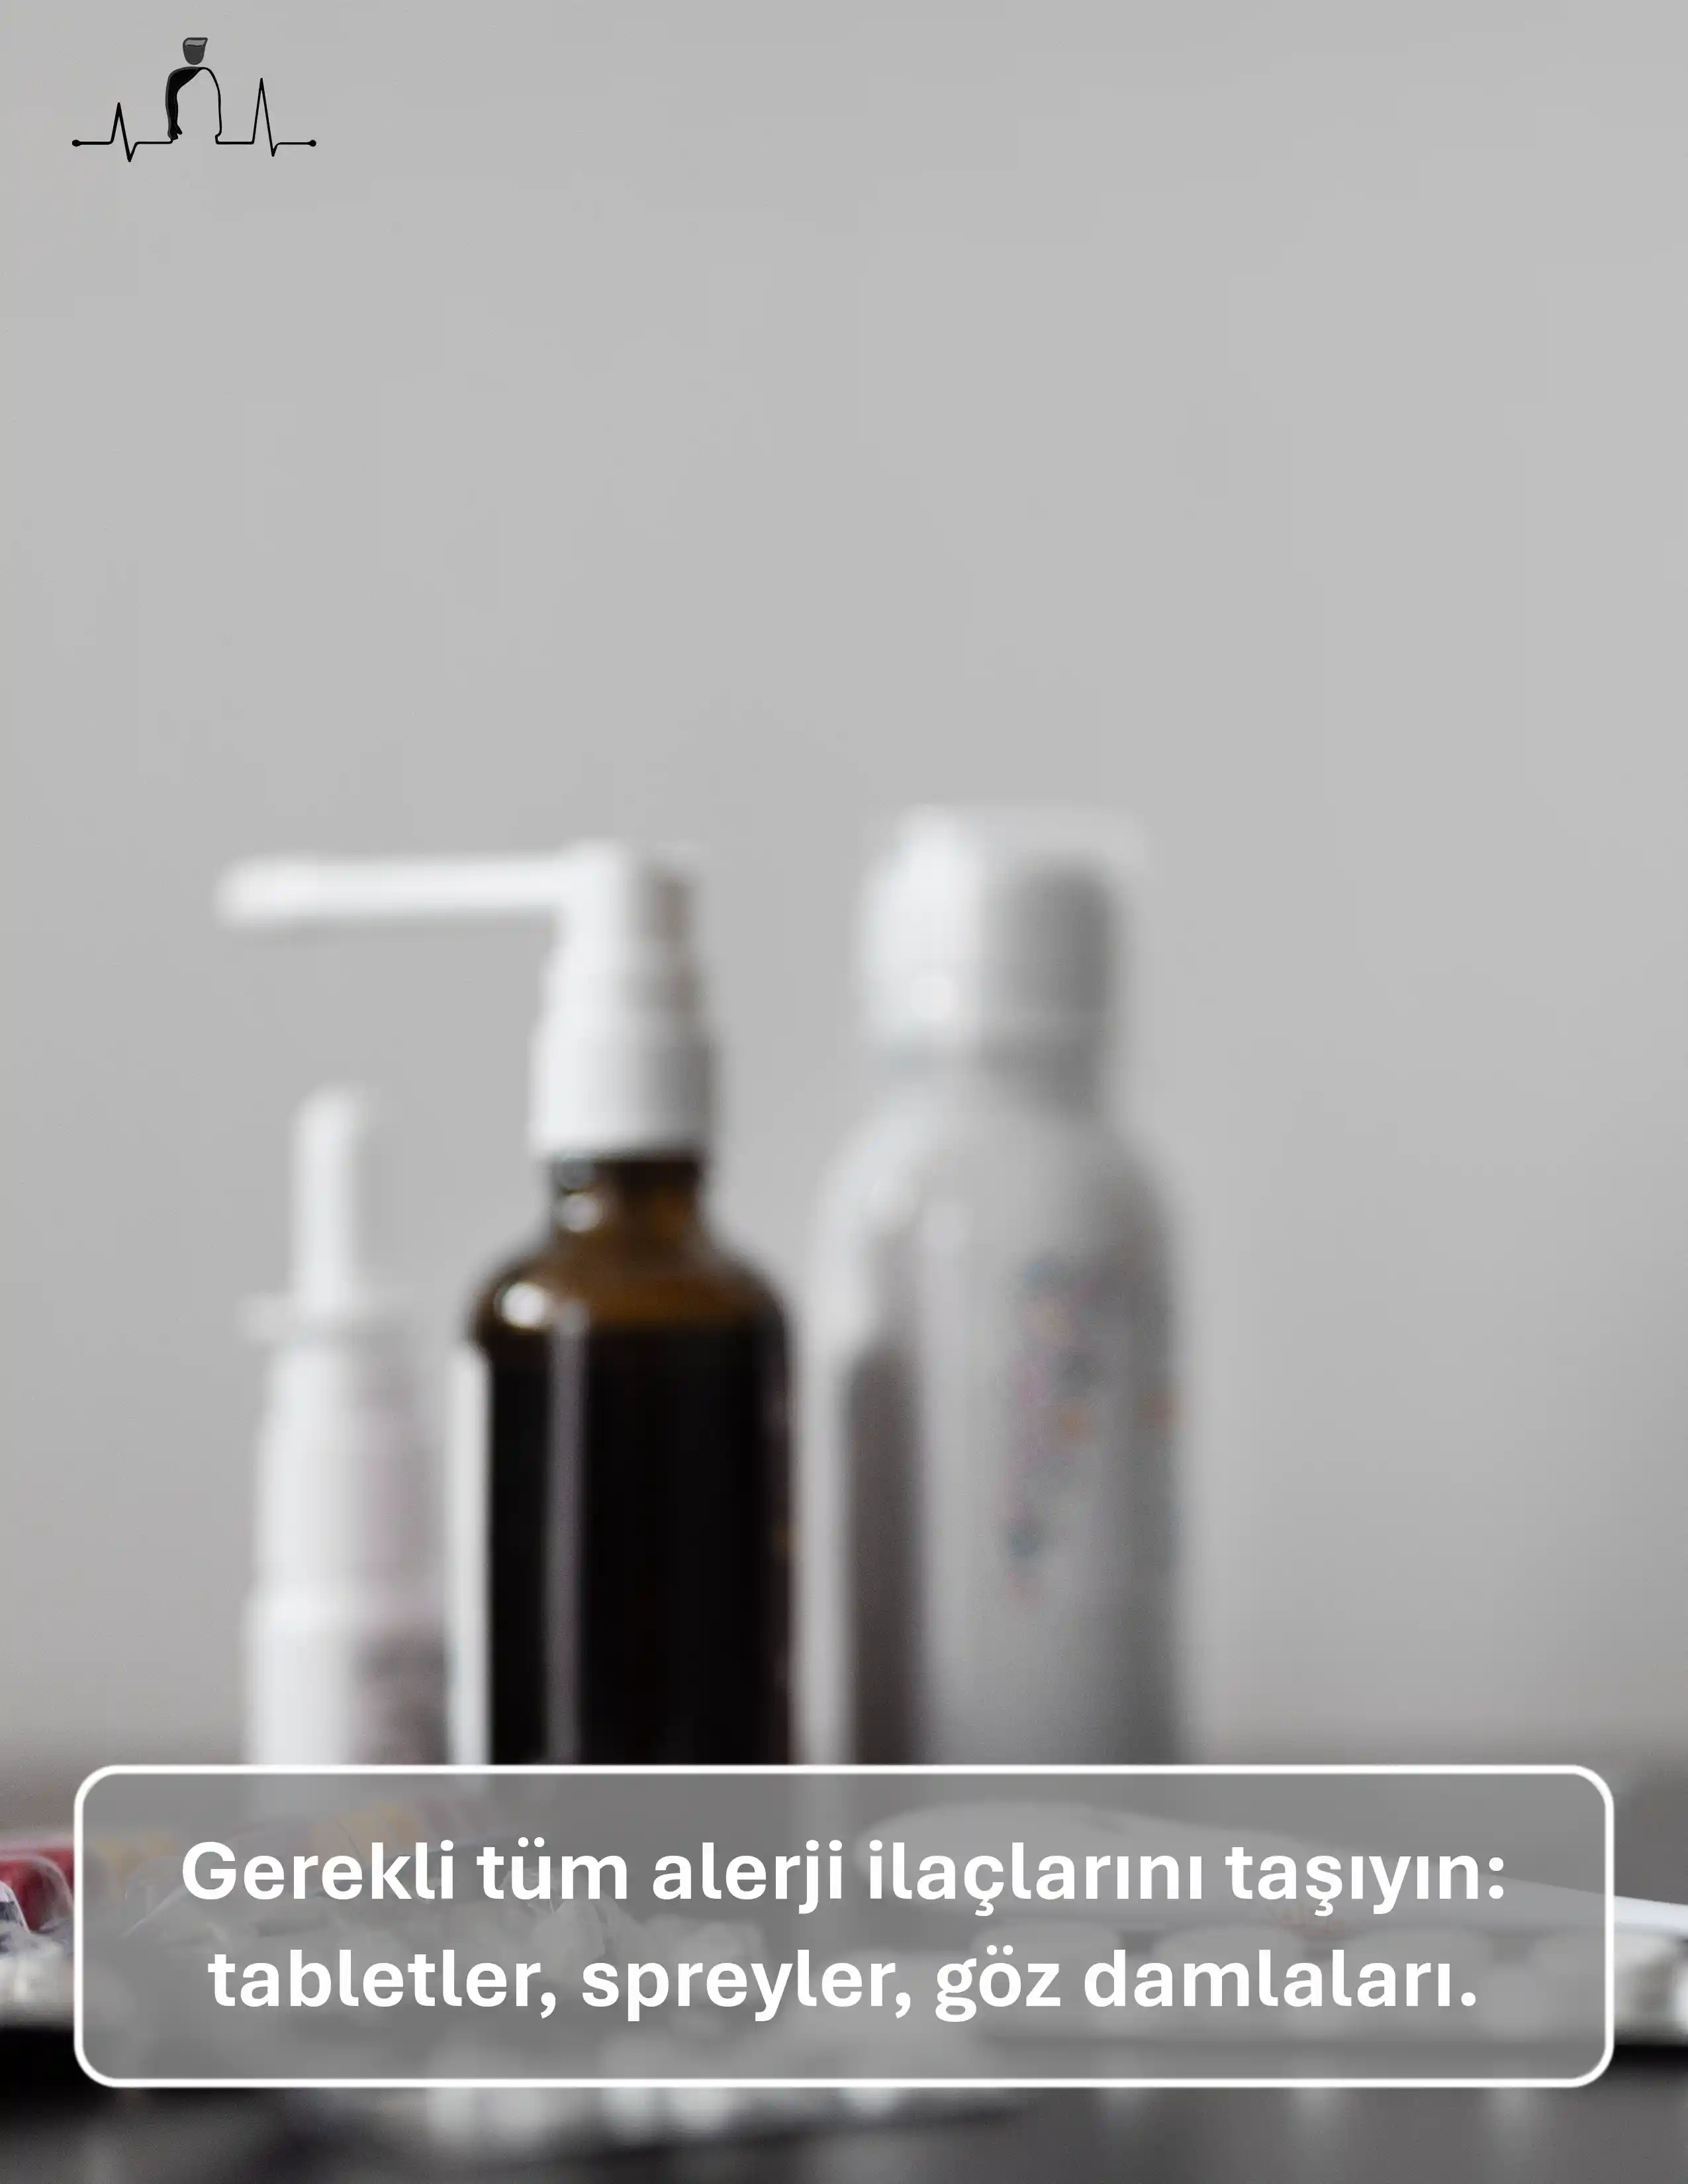 Gerekli tüm alerji ilaçlarını taşıyın:
tabletler, spreyler, göz damlaları.